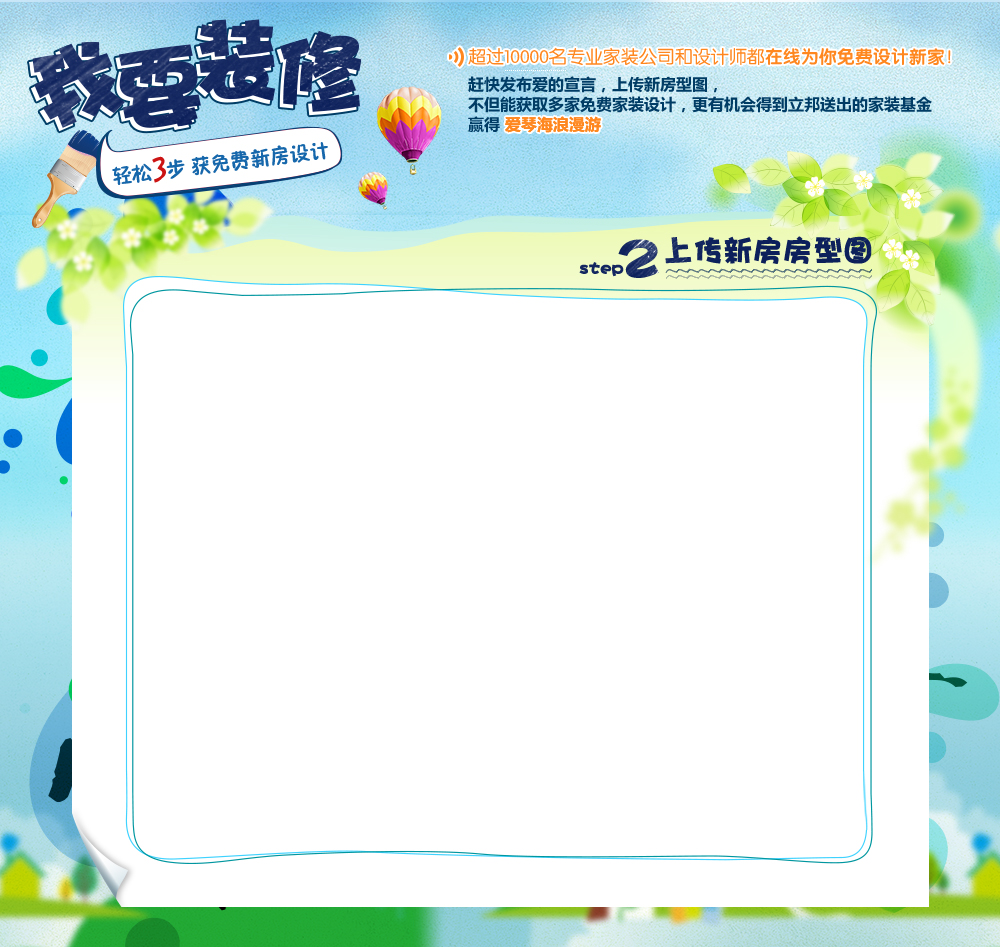 我要装修
轻松3步 获免费新房设计
超过10000名专业家装公司和设计师都在线为你免费设计新家!
赶快发布爱的宣言，上传新房型图，
不但能获取多家免费家装设计，更有机会得到立邦送出的家装基金
赢得 爱琴海浪漫游
step2 上传新房房型图